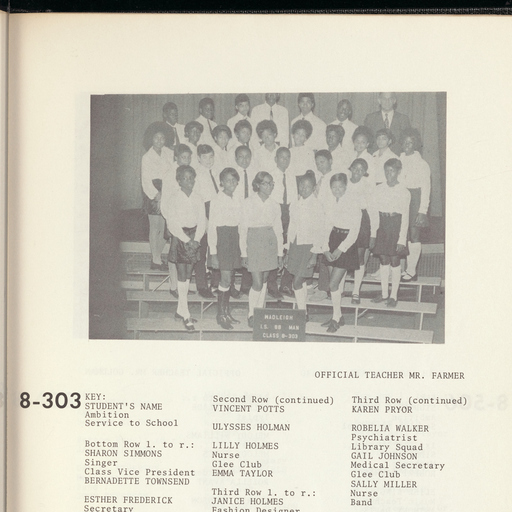 MADLEIGH
I.S. 88 MAN
CLASS 8-303
OFFICIAL TEACHER MR. FARMER
8-303
KEY:
STUDENT'S NAME
Ambition
Service to School
Bottom Row l. to r.:
SHARON SIMMONS
Singer
Class Vice President
BERNADETTE TOWNSEND
ESTHER FREDERICK
Secretary
Second Row (continued)
VINCENT POTTS
ULYSSES HOLMAN
LILLY HOLMES
Nurse
Glee Club
EMMA TAYLOR
Third Row l. to r.:
JANICE HOLMES
Fashion Designer
Third Row (continued)
KAREN PRYOR
ROBELIA WALKER
Psychiatrist
Library Squad
GAIL JOHNSON
Medical Secretary
Glee Club
SALLY MILLER
Nurse
Band